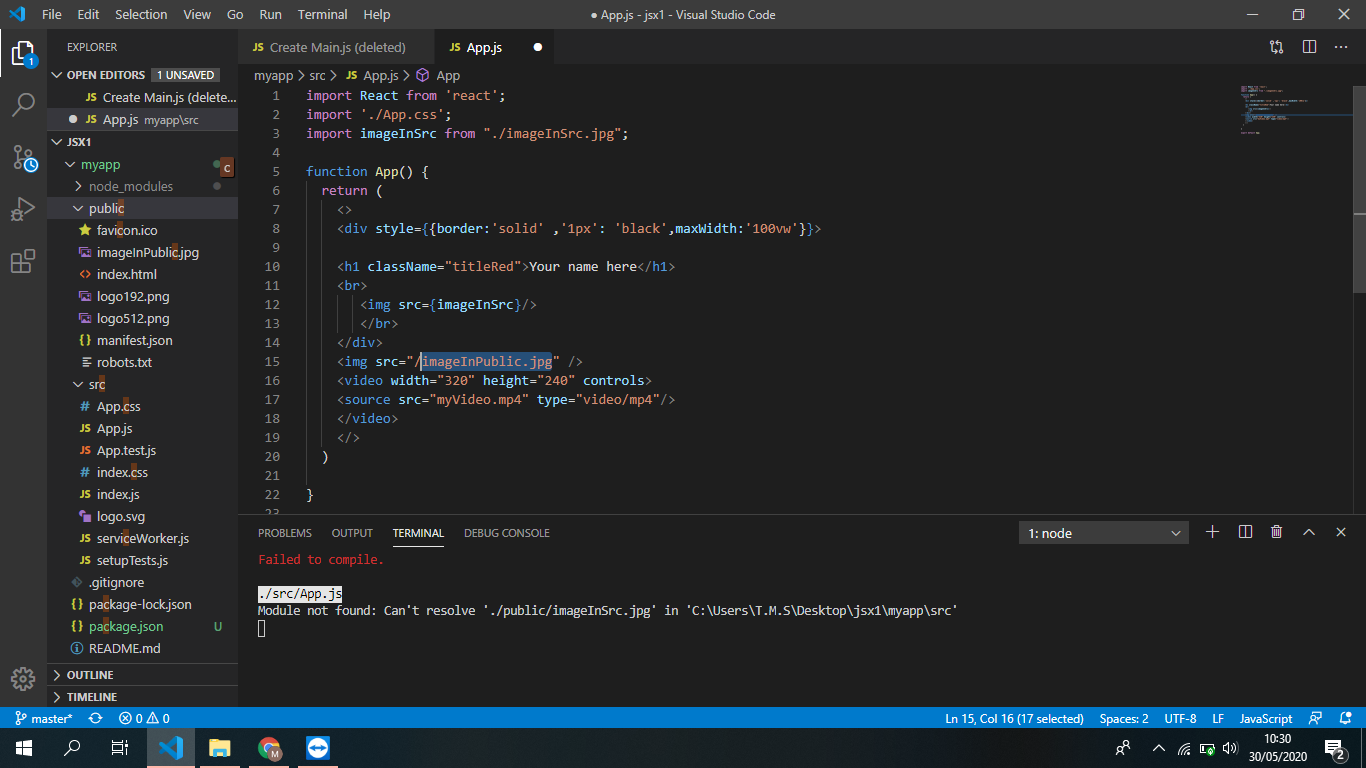 File Edit Selection View Go Run Terminal Help
● App.js - jsx1 - Visual Studio Code
EXPLORER
OPEN EDITORS 1 UNSAVED
JS Create Main.js (delete...
● JS App.js myapp\src
JSX1
myapp
c
node_modules
public
favicon.ico
imageInPublic.jpg
<> index.html
logo192.png
logo512.png
{} manifest.json
robots.txt
src
# App.css
JS App.js
JS App.test.js
# index.css
JS index.js
logo.svg
JS serviceWorker.js
JS setupTests.js
.gitignore
{} package-lock.json
{} package.json U
README.md
OUTLINE
TIMELINE
1
JS Create Main.js (deleted)
JS App.js ●
myapp > src > JS App.js > App
1 import React from 'react';
2 import './App.css';
3 import imageInSrc from "./imageInSrc.jpg";
4
5 function App() {
6 return (
7 <>
8 <div style={{border:'solid' ,'1px': 'black',maxWidth:'100vw'}}>
9
10 <h1 className="titleRed">Your name here</h1>
11 <br>
12 <img src={imageInSrc}/>
13 </br>
14 </div>
15 <img src="/imageInPublic.jpg" />
16 <video width="320" height="240" controls>
17 <source src="myVideo.mp4" type="video/mp4"/>
18 </video>
19 </>
20 )
21
22 }
23
PROBLEMS OUTPUT TERMINAL DEBUG CONSOLE
1: node
Failed to compile.
./src/App.js
Module not found: Can't resolve './public/imageInSrc.jpg' in 'C:\Users\T.M.S\Desktop\jsx1\myapp\src'
master* 0 0
Ln 15, Col 16 (17 selected) Spaces: 2 UTF-8 LF JavaScript
M
10:30
30/05/2020
2